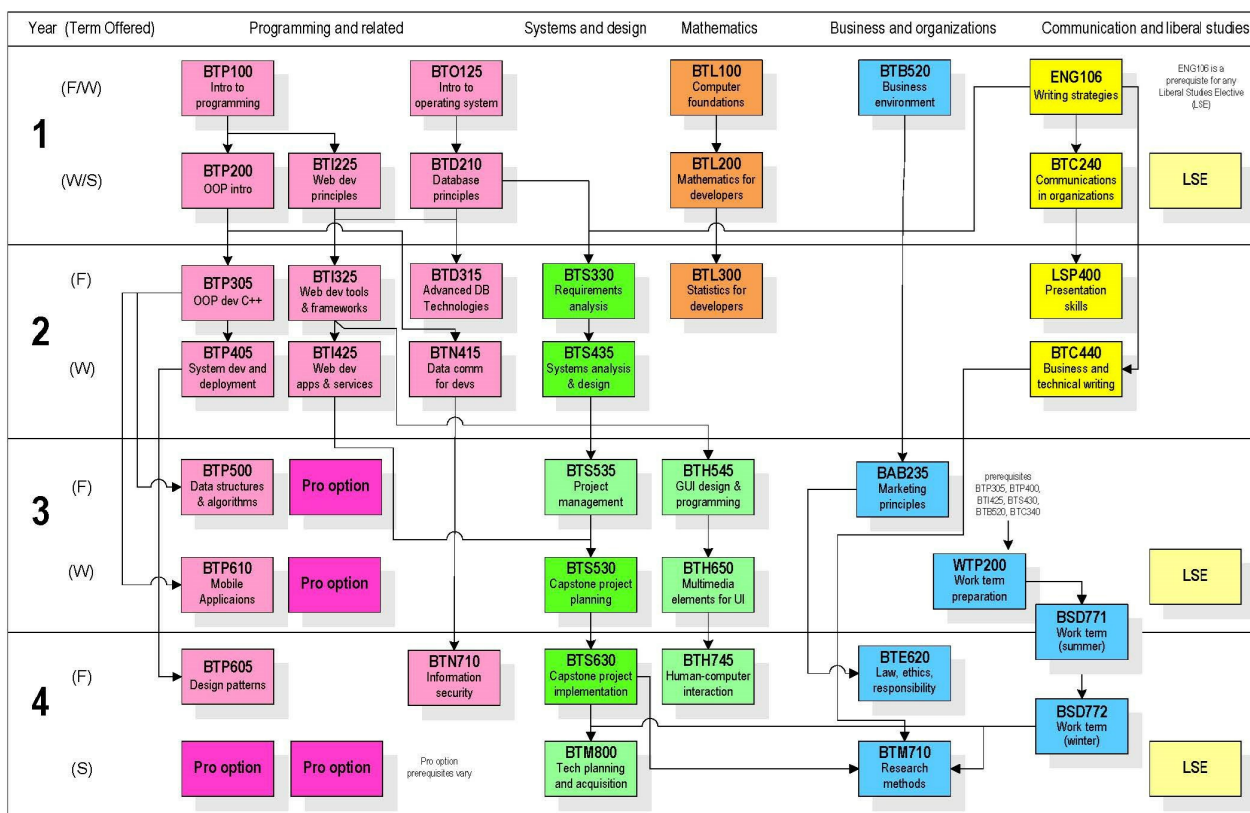 Year (Term Offered)
Programming and related
Systems and design
Mathematics
Business and organizations
Communication and liberal studies
1
(F/W)
BTP100
Intro to
programming
BTO125
Intro to
operating system
BTL100
Computer
foundations
BTB520
Business
environment
ENG106
Writing strategies
ENG106 is a
prerequiste for any
Liberal Studies Elective
(LSE)
(W/S)
BTP200
OOP intro
BTI225
Web dev
principles
BTD210
Database
principles
BTL200
Mathematics for
developers
BTC240
Communications
in organizations
LSE
2
(F)
BTP305
OOP dev C++
BTI325
Web dev tools
& frameworks
BTD315
Advanced DB
Technologies
BTS330
Requirements
analysis
BTL300
Statistics for
developers
LSP400
Presentation
skills
(W)
BTP405
System dev and
deployment
BTI425
Web dev
apps & services
BTN415
Data comm
for devs
BTS435
Systems analysis
& design
BTC440
Business and
technical writing
3
(F)
BTP500
Data structures
& algorithms
Pro option
BTS535
Project
management
BTH545
GUI design &
programming
BAB235
Marketing
principles
prerequisites
BTP305, BTP400,
BTI425, BTS430,
BTB520, BTC340
(W)
BTP610
Mobile
Applicaions
Pro option
BTS530
Capstone project
planning
BTH650
Multimedia
elements for UI
WTP200
Work term
preparation
LSE
BSD771
Work term
(summer)
4
(F)
BTP605
Design patterns
BTN710
Information
security
BTS630
Capstone project
implementation
BTH745
Human-computer
interaction
BTE620
Law, ethics,
responsibility
BSD772
Work term
(winter)
(S)
Pro option
Pro option
Pro option
prerequisites vary
BTM800
Tech planning
and acquisition
BTM710
Research
methods
LSE